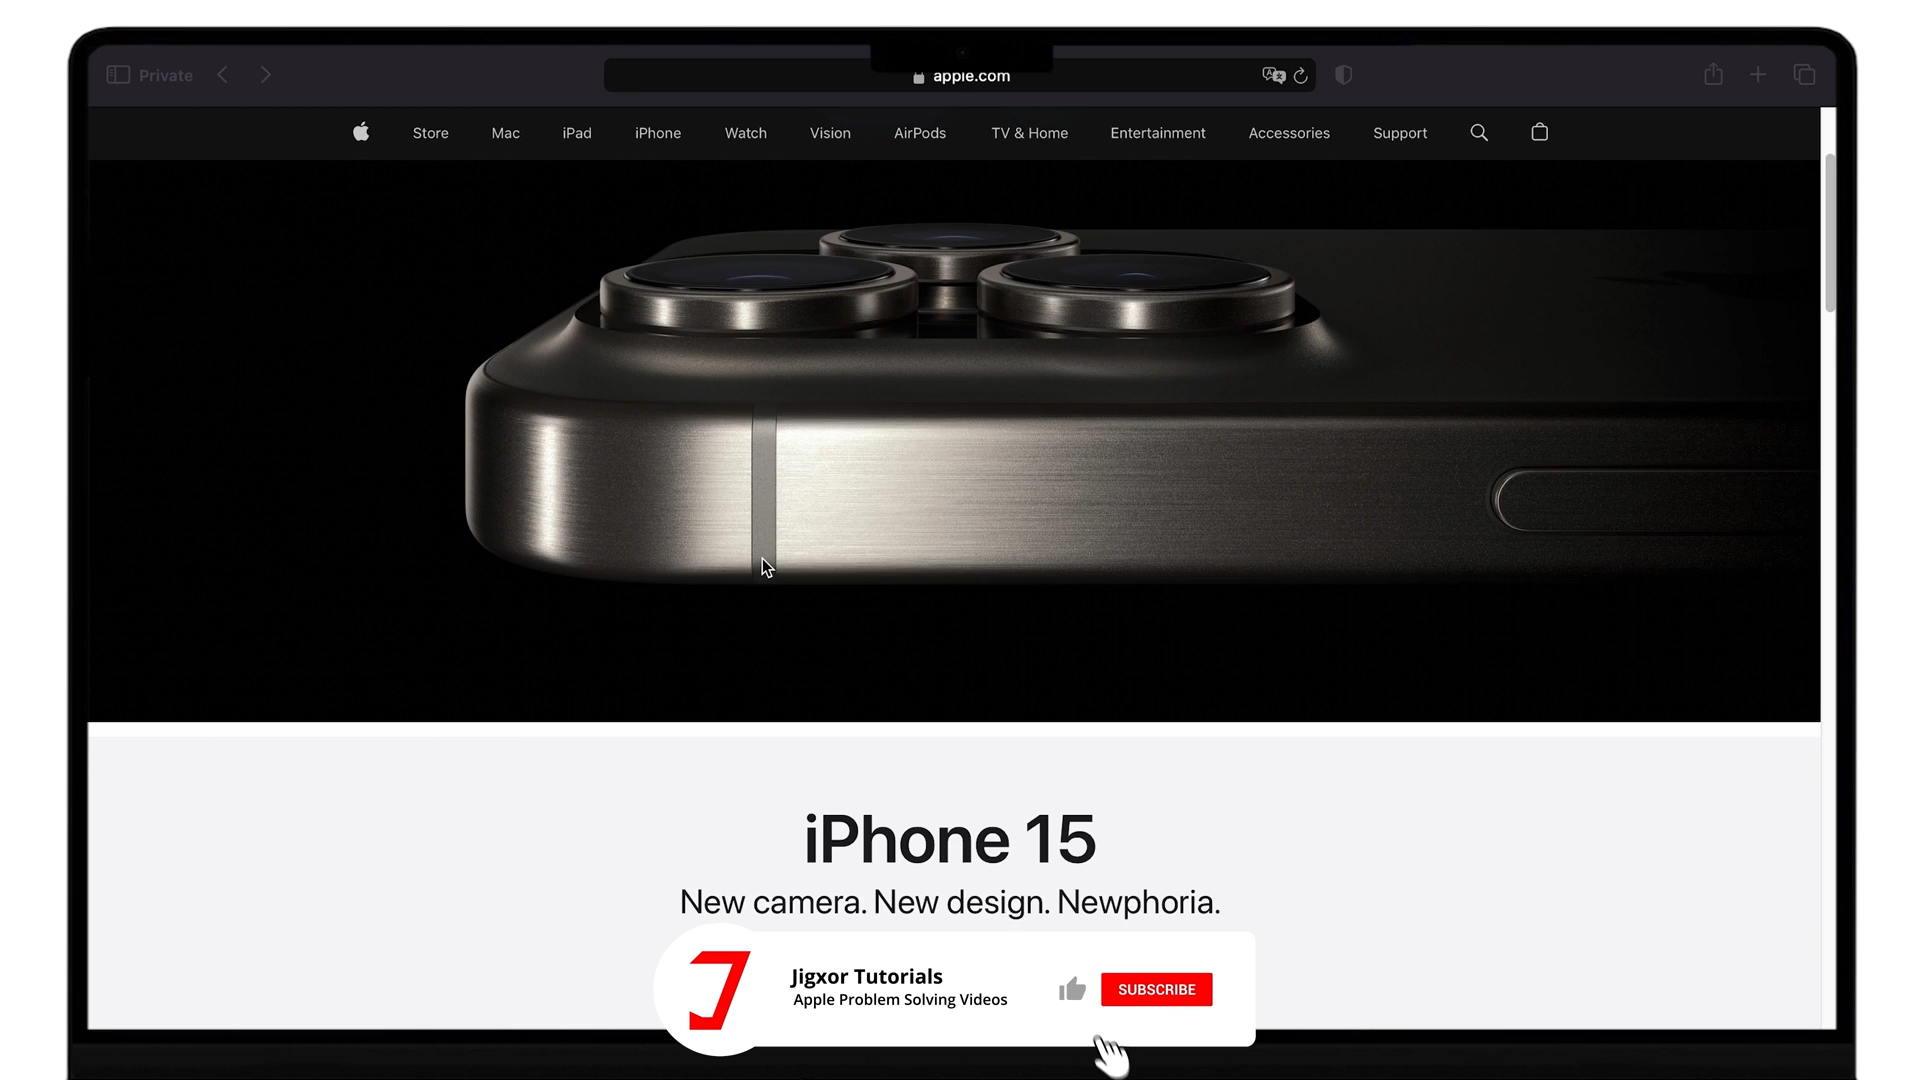 Private
apple.com
Store Mac iPad iPhone Watch Vision AirPods TV & Home Entertainment Accessories Support
iPhone 15
New camera. New design. Newphoria.
Jigxor Tutorials
Apple Problem Solving Videos
SUBSCRIBE